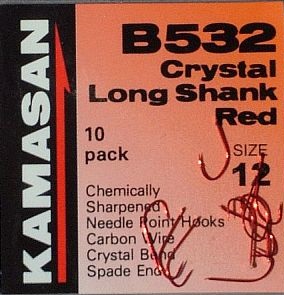 KAMASAN
B532
Crystal
Long Shank
Red
10
pack
SIZE
12
Chemically
Sharpened
Needle Point Hooks
Carbon Wire
Crystal Bend
Spade End